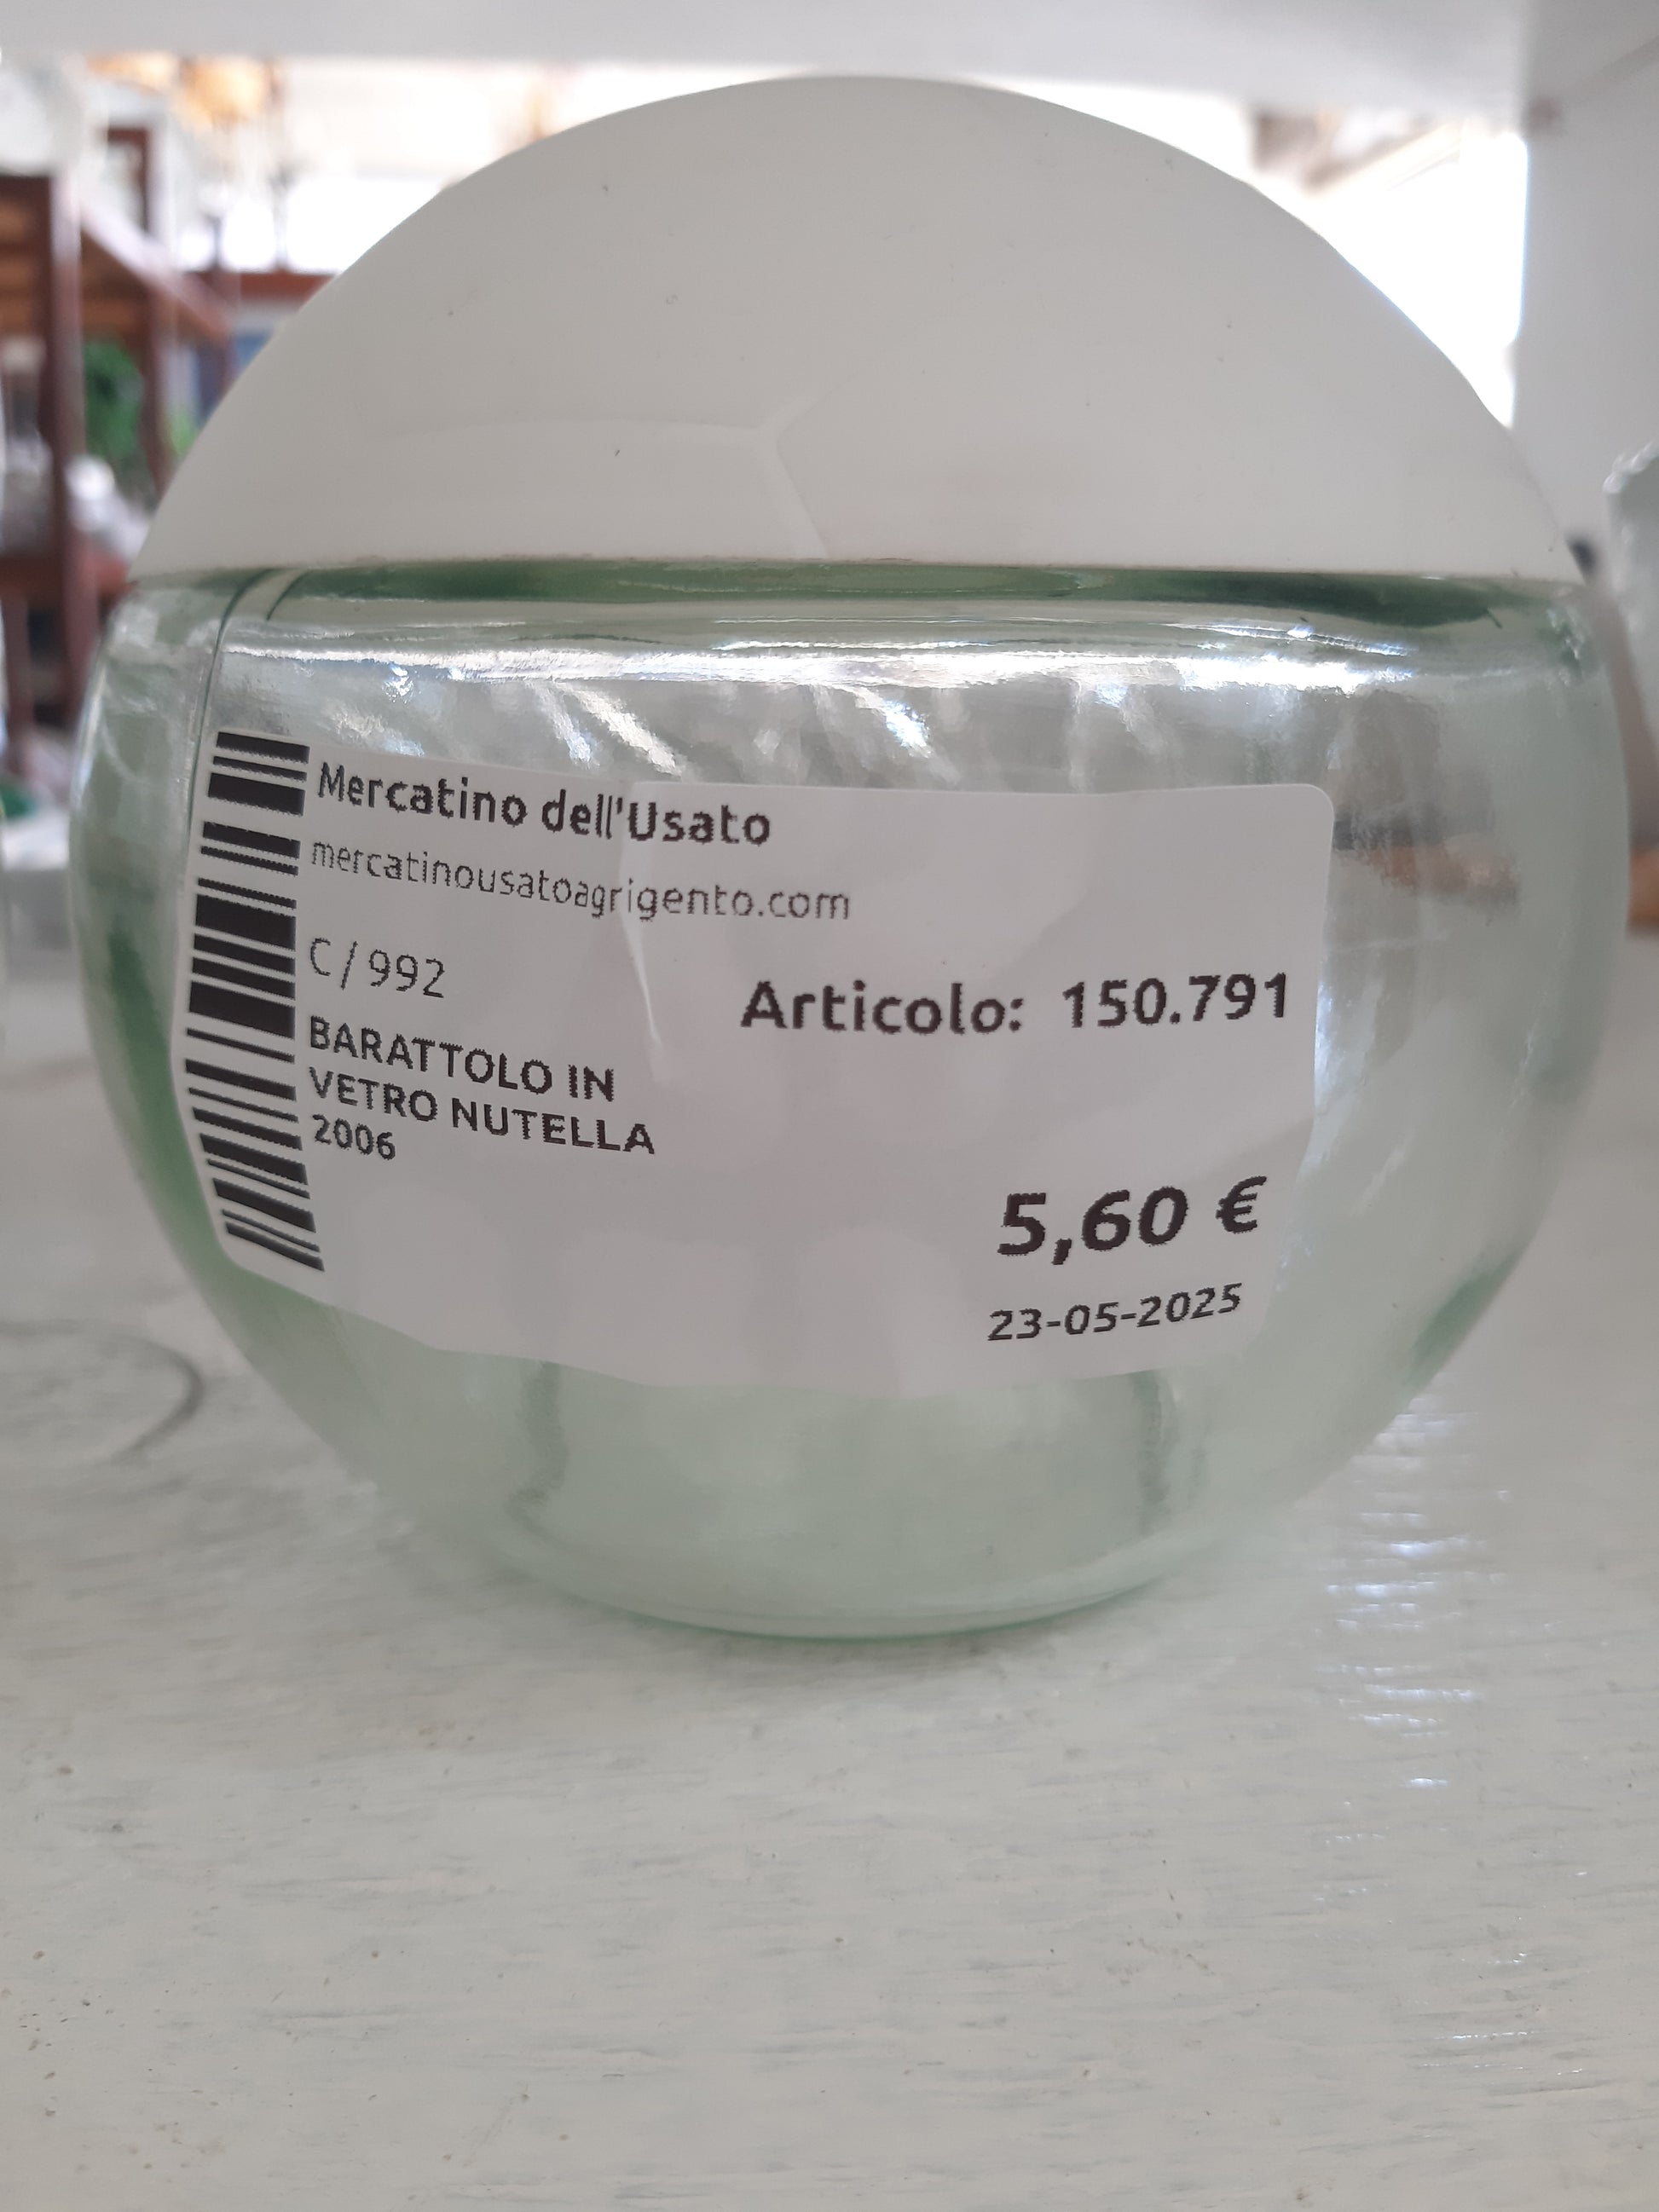 Mercatino dell'Usato
mercatinousatoagrigento.com
C/992
Articolo: 150.791
BARATTOLO IN
VETRO NUTELLA
2006
5,60 €
23-05-2025